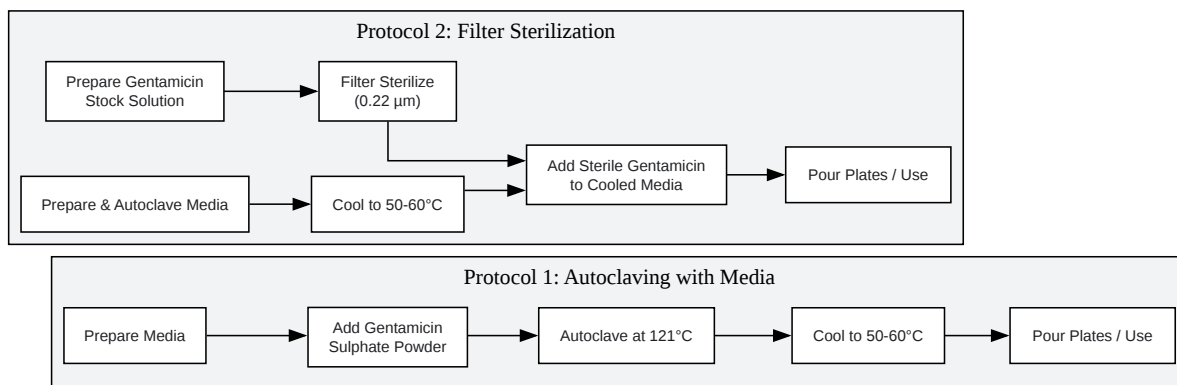 Protocol 2: Filter Sterilization
Prepare Gentamicin
Stock Solution
Filter Sterilize
(0.22 µm)
Prepare & Autoclave Media
Cool to 50-60°C
Add Sterile Gentamicin
to Cooled Media
Pour Plates / Use
Protocol 1: Autoclaving with Media
Prepare Media
Add Gentamicin
Sulphate Powder
Autoclave at 121°C
Cool to 50-60°C
Pour Plates / Use